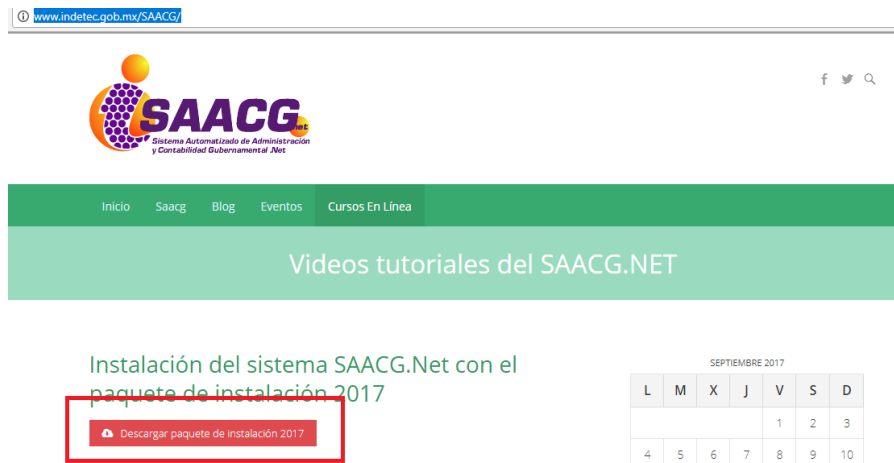 www.indetec.gob.mx/SAACG/
SAACG.net
Sistema Automatizado de Administración
y Contabilidad Gubernamental .Net
Inicio Saacg Blog Eventos Cursos En Línea
Videos tutoriales del SAACG.NET
Instalación del sistema SAACG.Net con el
paquete de instalación 2017
Descargar paquete de instalación 2017
SEPTIEMBRE 2017
L M X J V S D
1 2 3
4 5 6 7 8 9 10